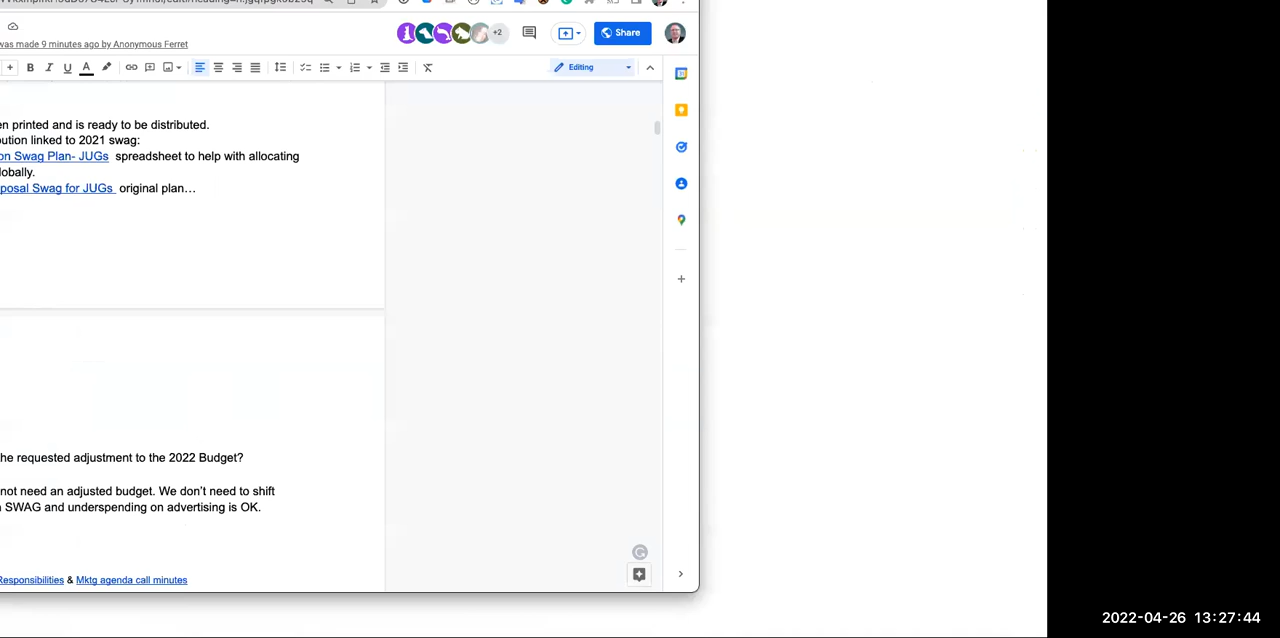 was made 9 minutes ago by Anonymous Ferret
+2
Share
+ B I U A
Editing
en printed and is ready to be distributed.
bution linked to 2021 swag:
on Swag Plan- JUGs spreadsheet to help with allocating
lobally.
posal Swag for JUGs original plan…
he requested adjustment to the 2022 Budget?
not need an adjusted budget. We don't need to shift
SWAG and underspending on advertising is OK.
Responsibilities & Mktg agenda call minutes
2022-04-26 13:27:44